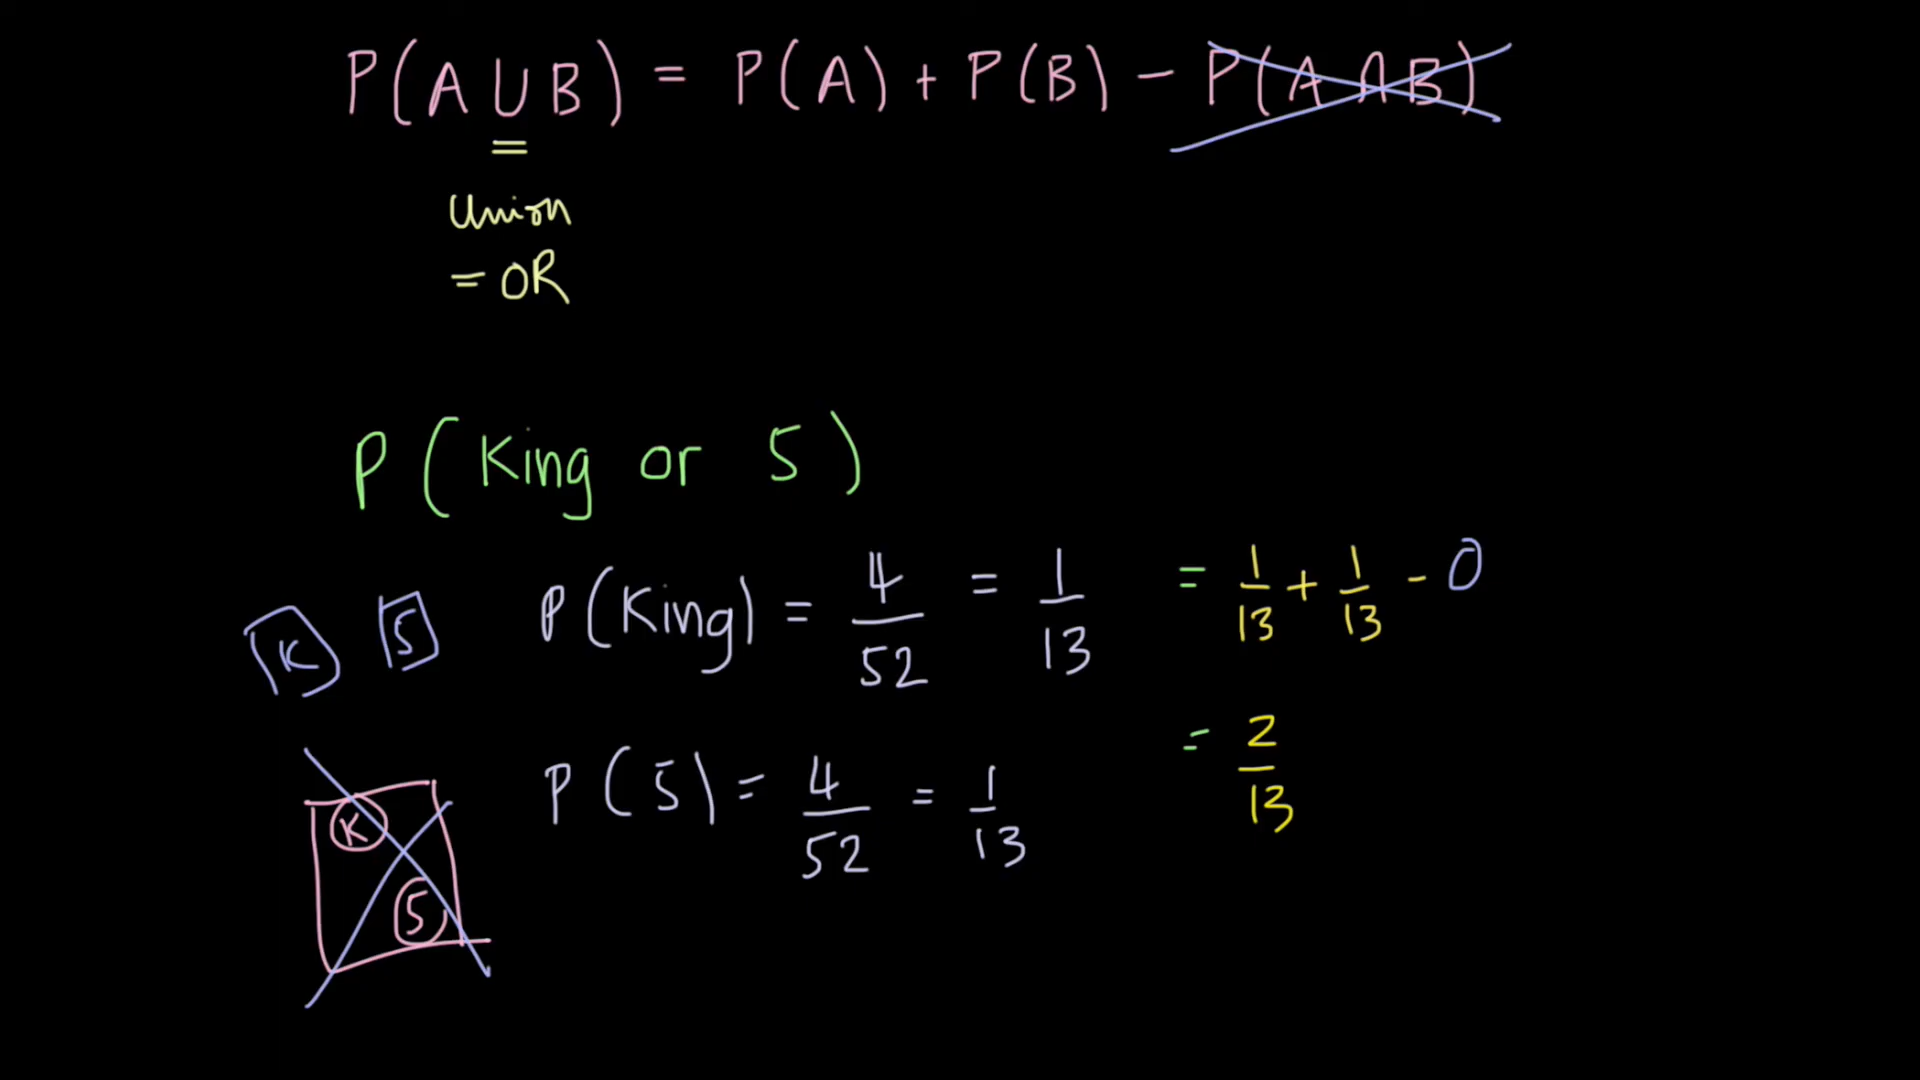 P(A ∪ B) = P(A) + P(B) - P(A ∩ B)
=
Union
= OR
P(King or 5)
K 5 P(King) = 4/52 = 1/13 = 1/13 + 1/13 - 0
K
5
P(5) = 4/52 = 1/13
= 2/13